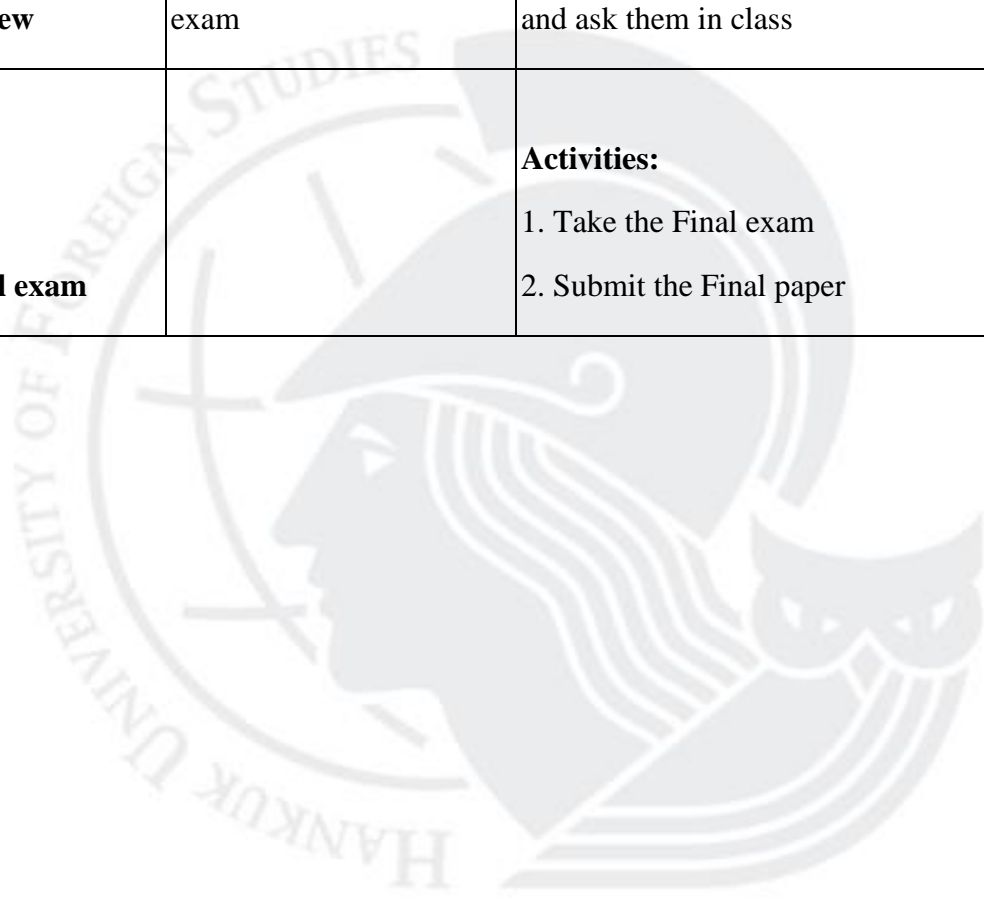 ew exam and ask them in class
Activities:
1. Take the Final exam
l exam 2. Submit the Final paper
HANKUK UNIVERSITY OF FOREIGN STUDIES